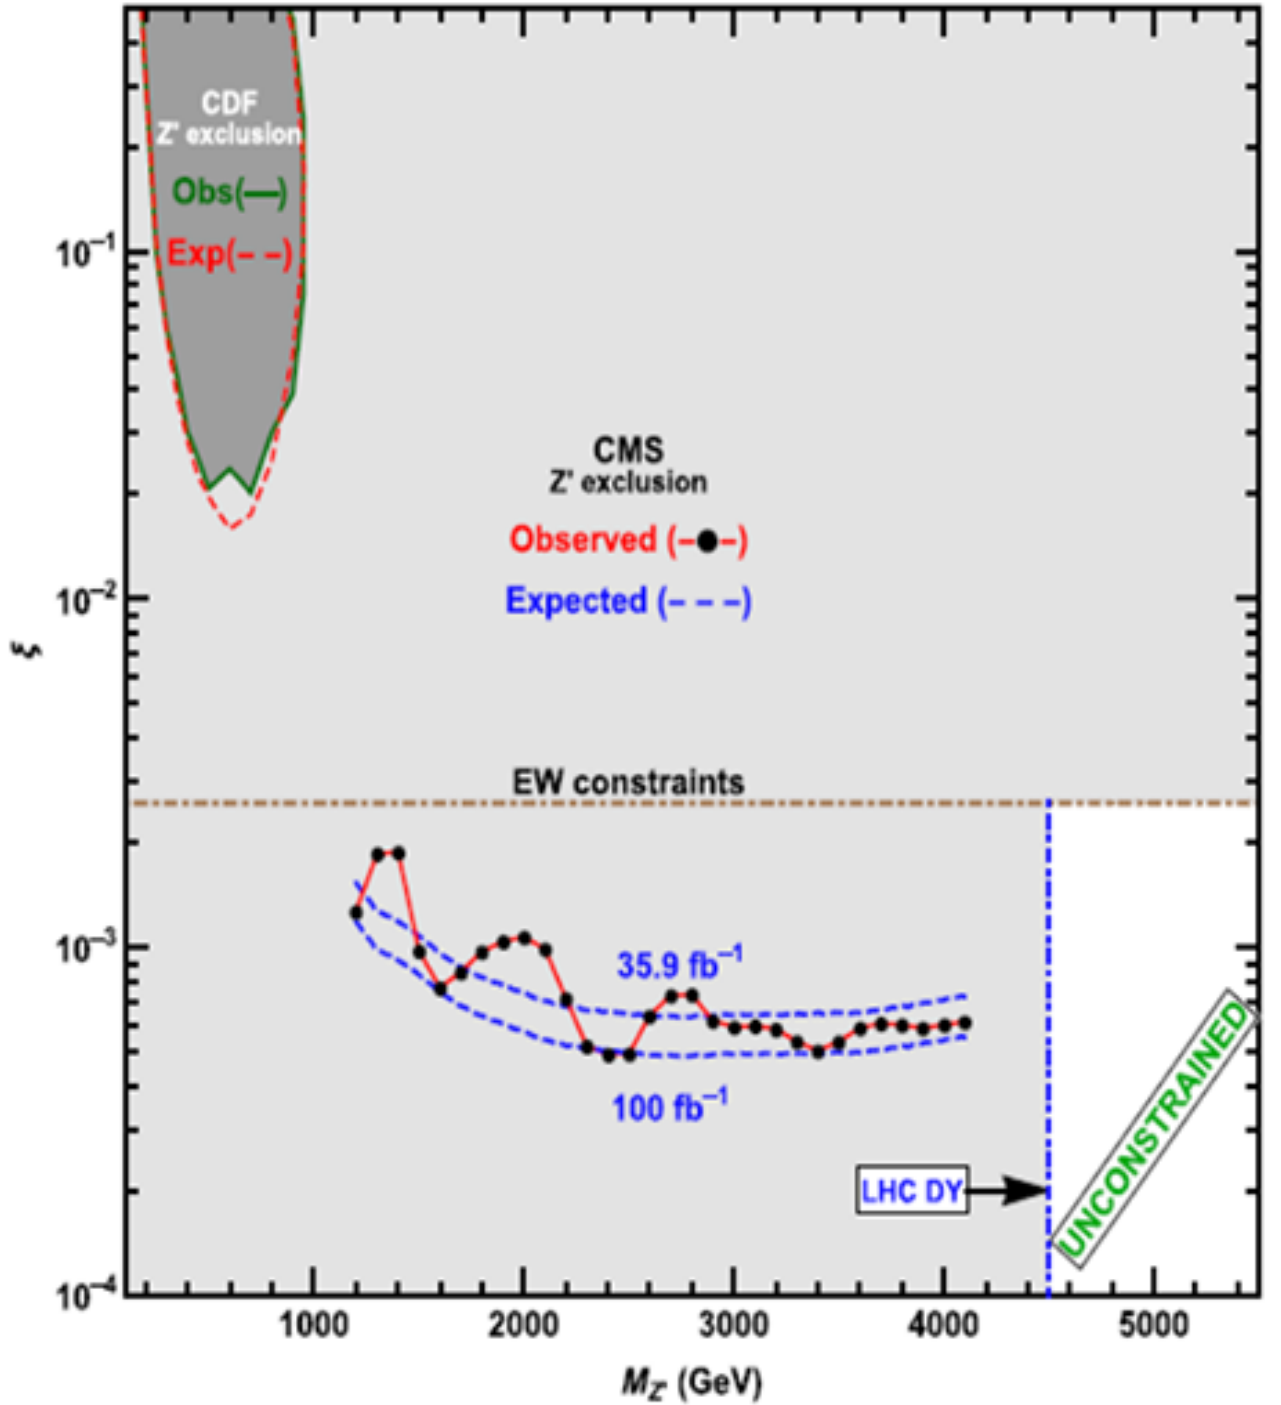 CDF
Z' exclusion
Obs(—)
Exp(- -)
10⁻¹
CMS
Z' exclusion
Observed (-●-)
Expected (- - -)
10⁻²
ξ
EW constraints
10⁻³
35.9 fb⁻¹
100 fb⁻¹
LHC DY
UNCONSTRAINED
10⁻⁴
1000 2000 3000 4000 5000
M_Z' (GeV)